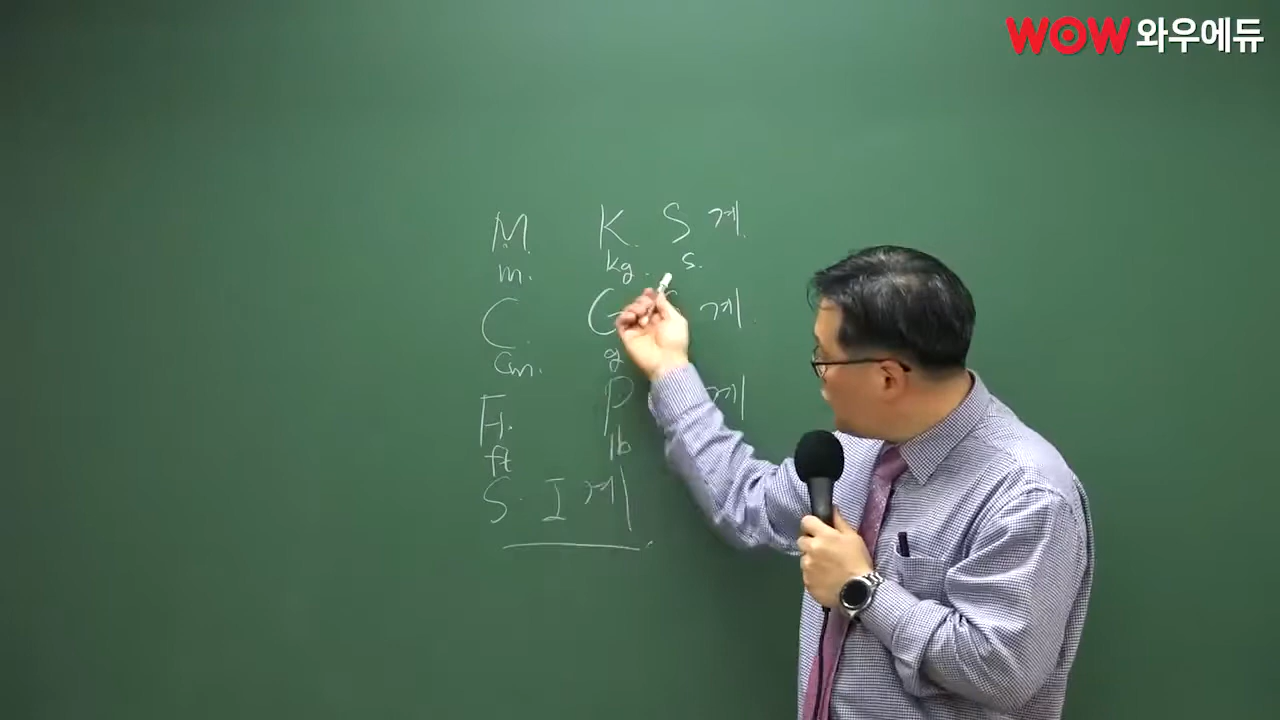 WOW 와우에듀
M K S 계
m. kg. s.
C G 계
cm. g
F. P 계
ft lb
S. I 계